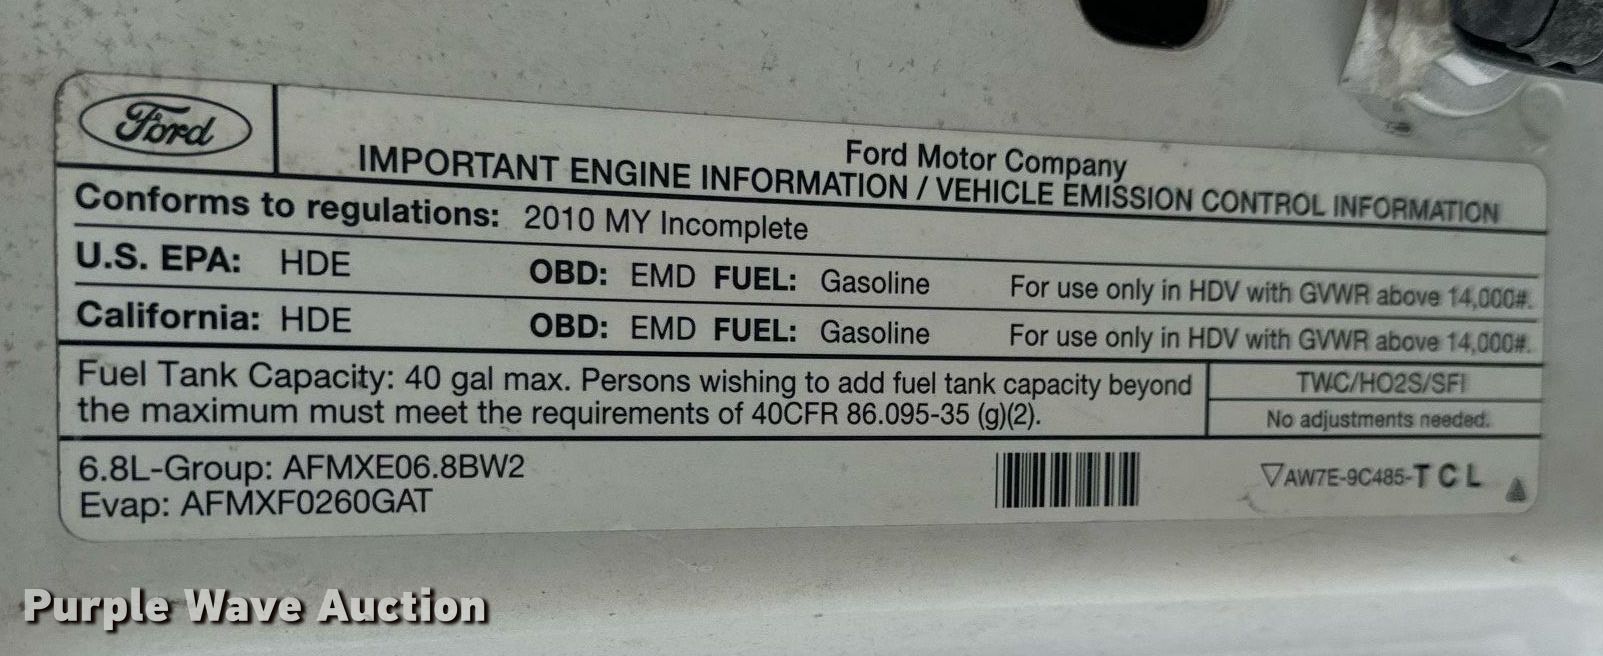 Ford
Ford Motor Company
IMPORTANT ENGINE INFORMATION / VEHICLE EMISSION CONTROL INFORMATION
Conforms to regulations: 2010 MY Incomplete
U.S. EPA: HDE OBD: EMD FUEL: Gasoline For use only in HDV with GVWR above 14,000#.
California: HDE OBD: EMD FUEL: Gasoline For use only in HDV with GVWR above 14,000#.
Fuel Tank Capacity: 40 gal max. Persons wishing to add fuel tank capacity beyond
the maximum must meet the requirements of 40CFR 86.095-35 (g)(2).
TWC/HO2S/SFI
No adjustments needed.
6.8L-Group: AFMXE06.8BW2
Evap: AFMXF0260GAT
▽AW7E-9C485-T C L
Purple Wave Auction